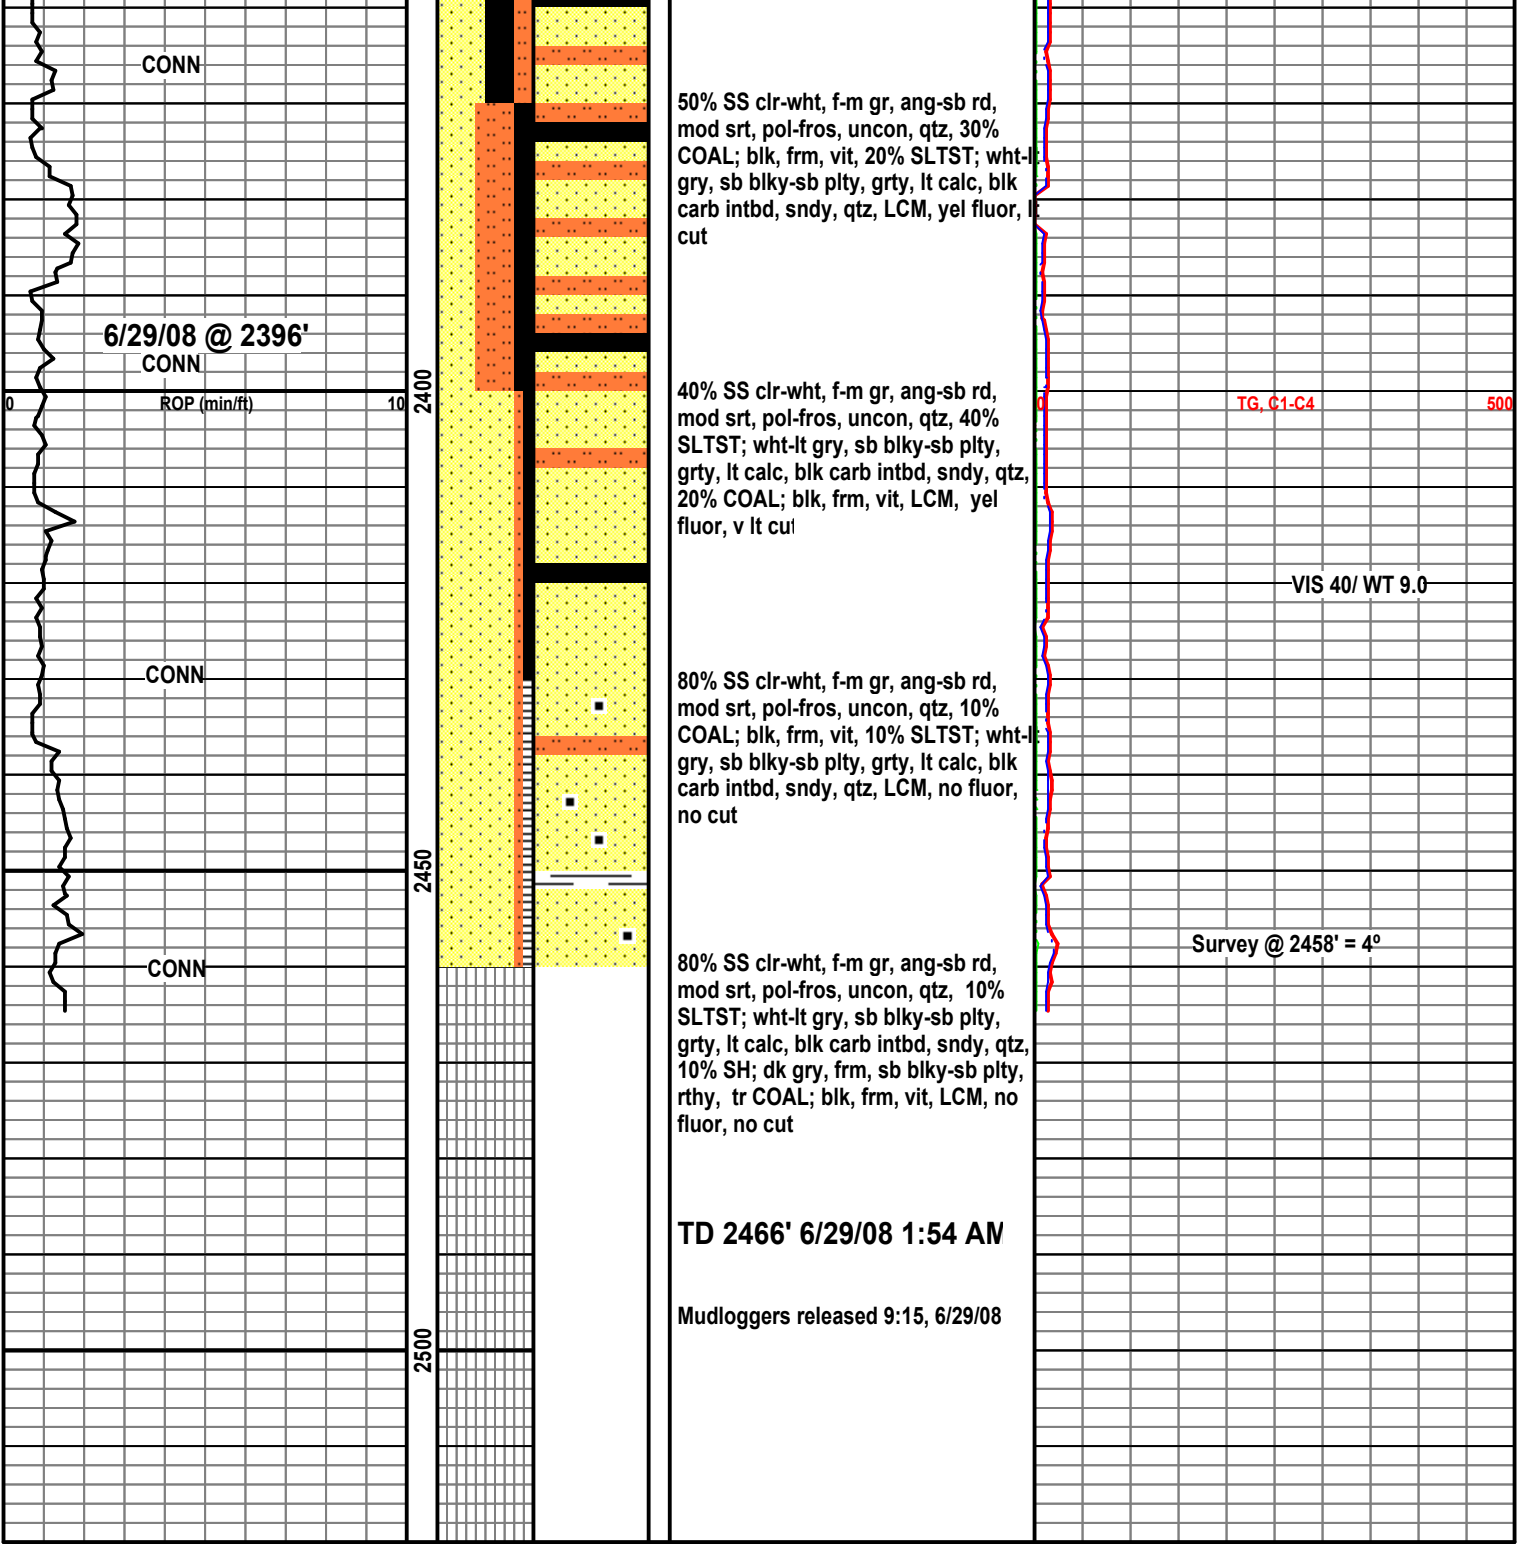 CONN
50% SS clr-wht, f-m gr, ang-sb rd,
mod srt, pol-fros, uncon, qtz, 30%
COAL; blk, frm, vit, 20% SLTST; wht-l
gry, sb blky-sb plty, grty, lt calc, blk
carb intbd, sndy, qtz, LCM, yel fluor, l
cut
6/29/08 @ 2396'
CONN
0 ROP (min/ft) 10
2400
40% SS clr-wht, f-m gr, ang-sb rd,
mod srt, pol-fros, uncon, qtz, 40%
SLTST; wht-lt gry, sb blky-sb plty,
grty, lt calc, blk carb intbd, sndy, qtz,
20% COAL; blk, frm, vit, LCM, yel
fluor, v lt cut
0 TG, C1-C4 500
VIS 40/ WT 9.0
CONN
80% SS clr-wht, f-m gr, ang-sb rd,
mod srt, pol-fros, uncon, qtz, 10%
COAL; blk, frm, vit, 10% SLTST; wht-l
gry, sb blky-sb plty, grty, lt calc, blk
carb intbd, sndy, qtz, LCM, no fluor,
no cut
2450
Survey @ 2458' = 4º
CONN
80% SS clr-wht, f-m gr, ang-sb rd,
mod srt, pol-fros, uncon, qtz, 10%
SLTST; wht-lt gry, sb blky-sb plty,
grty, lt calc, blk carb intbd, sndy, qtz,
10% SH; dk gry, frm, sb blky-sb plty,
rthy, tr COAL; blk, frm, vit, LCM, no
fluor, no cut
TD 2466' 6/29/08 1:54 AM
Mudloggers released 9:15, 6/29/08
2500